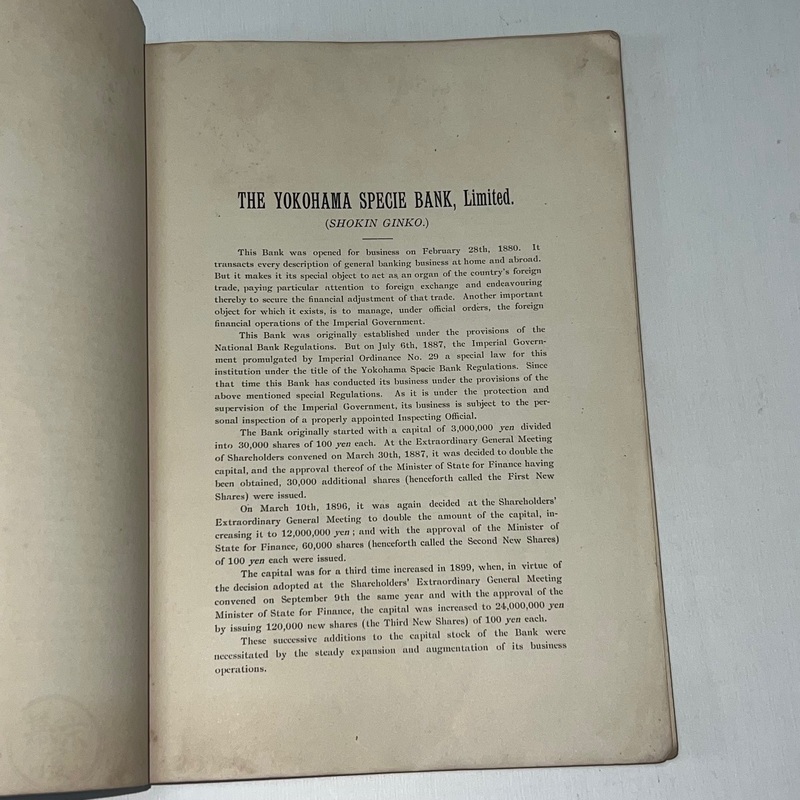 THE YOKOHAMA SPECIE BANK, Limited.
(SHOKIN GINKO.)
This Bank was opened for business on February 28th, 1880. It
transacts every description of general banking business at home and abroad.
But it makes it its special object to act as an organ of the country's foreign
trade, paying particular attention to foreign exchange and endeavouring
thereby to secure the financial adjustment of that trade. Another important
object for which it exists, is to manage, under official orders, the foreign
financial operations of the Imperial Government.
This Bank was originally established under the provisions of the
National Bank Regulations. But on July 6th, 1887, the Imperial Govern-
ment promulgated by Imperial Ordinance No. 29 a special law for this
institution under the title of the Yokohama Specie Bank Regulations. Since
that time this Bank has conducted its business under the provisions of the
above mentioned special Regulations. As it is under the protection and
supervision of the Imperial Government, its business is subject to the per-
sonal inspection of a properly appointed Inspecting Official.
The Bank originally started with a capital of 3,000,000 yen divided
into 30,000 shares of 100 yen each. At the Extraordinary General Meeting
of Shareholders convened on March 30th, 1887, it was decided to double the
capital, and the approval thereof of the Minister of State for Finance having
been obtained, 30,000 additional shares (henceforth called the First New
Shares) were issued.
On March 10th, 1896, it was again decided at the Shareholders'
Extraordinary General Meeting to double the amount of the capital, in-
creasing it to 12,000,000 yen; and with the approval of the Minister of
State for Finance, 60,000 shares (henceforth called the Second New Shares)
of 100 yen each were issued.
The capital was for a third time increased in 1899, when, in virtue of
the decision adopted at the Shareholders' Extraordinary General Meeting
convened on September 9th the same year and with the approval of the
Minister of State for Finance, the capital was increased to 24,000,000 yen
by issuing 120,000 new shares (the Third New Shares) of 100 yen each.
These successive additions to the capital stock of the Bank were
necessitated by the steady expansion and augmentation of its business
operations.